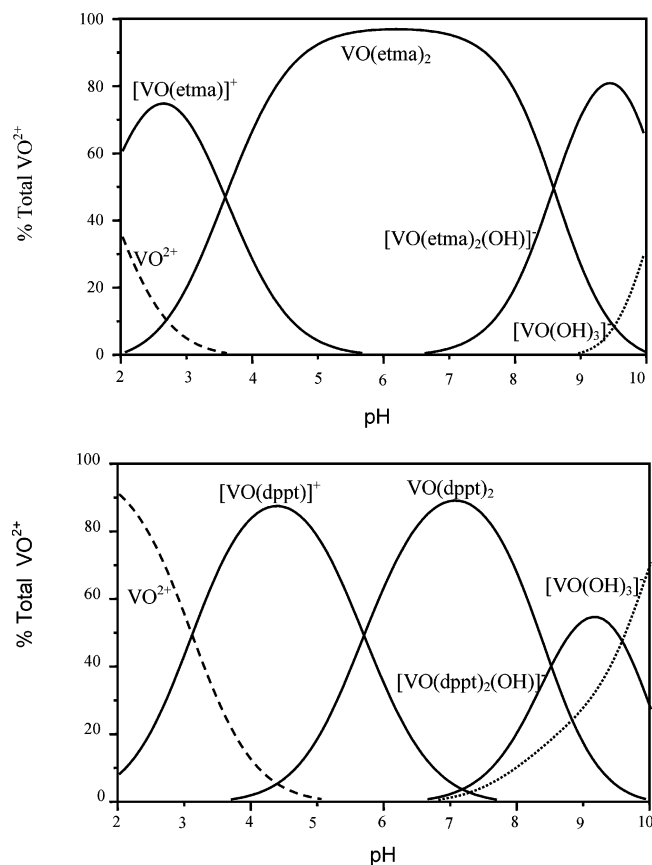 100
VO(etma)₂
[VO(etma)]⁺
80
60
% Total VO²⁺
40
[VO(etma)₂(OH)]⁻
VO²⁺
20
[VO(OH)₃]⁻
0
2 3 4 5 6 7 8 9 10
pH
100
[VO(dppt)]⁺ VO(dppt)₂
80
[VO(OH)₃]⁻
VO²⁺
60
% Total VO²⁺
40
[VO(dppt)₂(OH)]⁻
20
0
2 3 4 5 6 7 8 9 10
pH